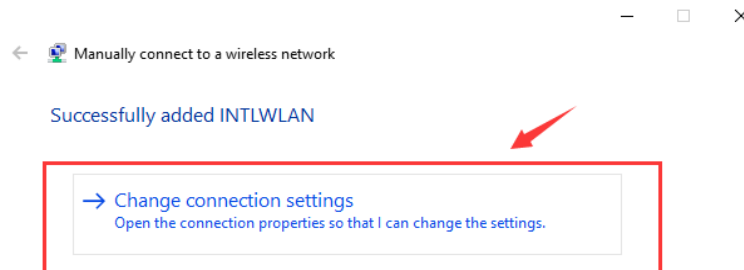 Manually connect to a wireless network
Successfully added INTLWLAN
Change connection settings
Open the connection properties so that I can change the settings.